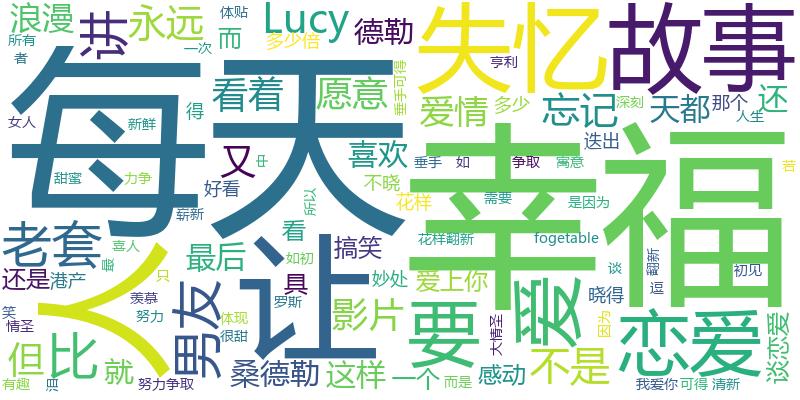 浪漫
所有
者
讲
永远
体贴
一次
而
Lucy
多少倍
德勒
失忆
亨利
故事
每天
看着
得
愿意
垂手可得
爱情
多少
忘记
深刻
天都
那个
还
人生
女人
新鲜
甜蜜
力争
又
好看
崭新
所以
喜欢
不晓
花样
垂手
如
争取
迭出
寓意
需要
是因为
苦
幸福
老套
还是
港产
喜人
最后
看
如初
搞笑
花样翻新
fogetable
谈
翻新
逗
初见
人
只
笑
情圣
羡慕
努力
男友
体现
很甜
让
具
罗斯
影片
妙处
爱上你
要
大情圣
爱
晓得
因为
恋爱
谈恋爱
但
比
就
有趣
努力争取
桑德勒
这样
一个
而是
感动
不是
我爱你
可得
清新